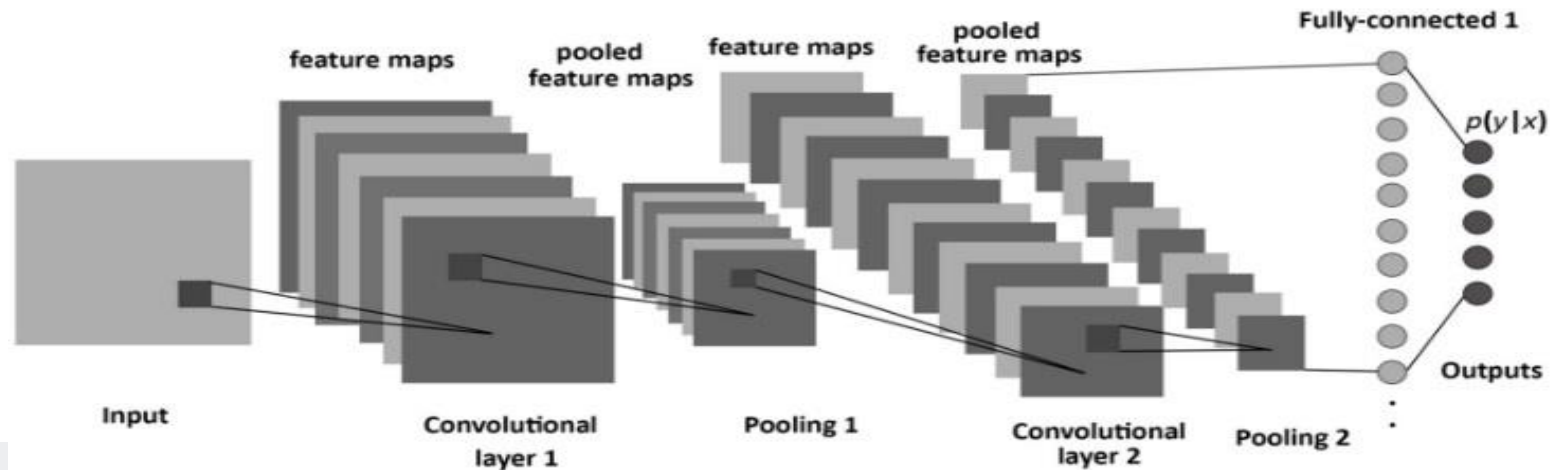 Fully-connected 1
feature maps
pooled
feature maps
feature maps
pooled
feature maps
p(y|x)
Input
Convolutional
layer 1
Pooling 1
Convolutional
layer 2
Pooling 2
Outputs